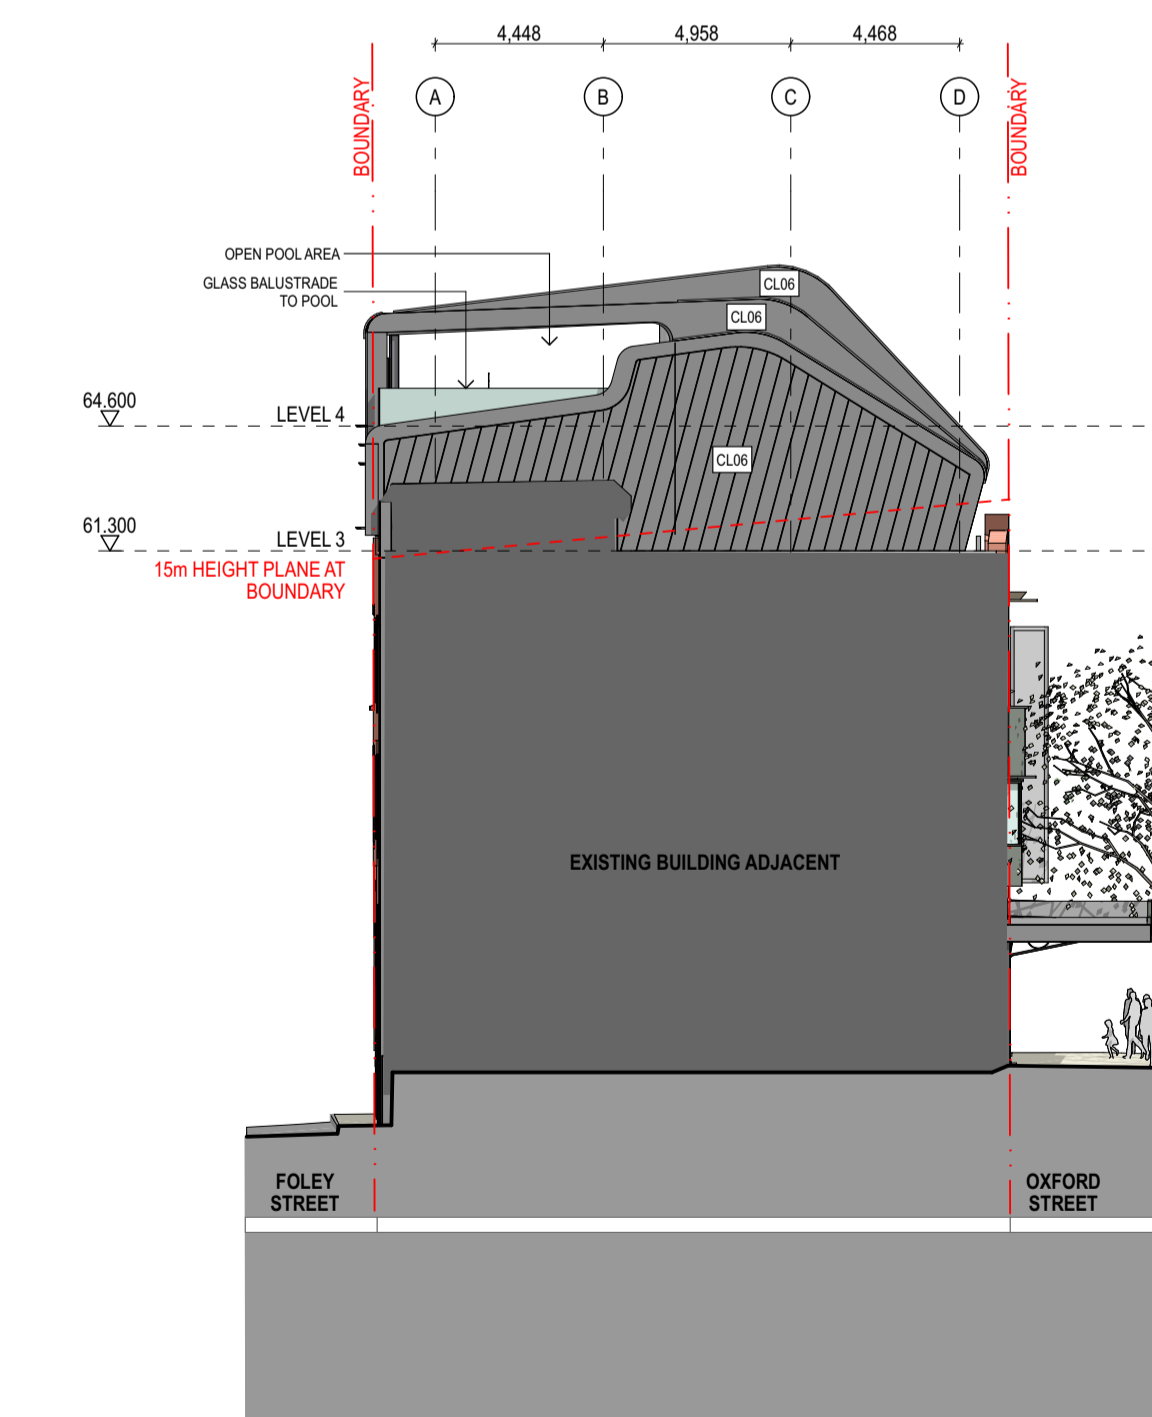 4,448
4,958
4,468
BOUNDARY
A
B
C
D
BOUNDARY
OPEN POOL AREA
GLASS BALUSTRADE
TO POOL
CL06
CL06
64.600
LEVEL 4
CL06
61.300
LEVEL 3
15m HEIGHT PLANE AT
BOUNDARY
EXISTING BUILDING ADJACENT
FOLEY
STREET
OXFORD
STREET